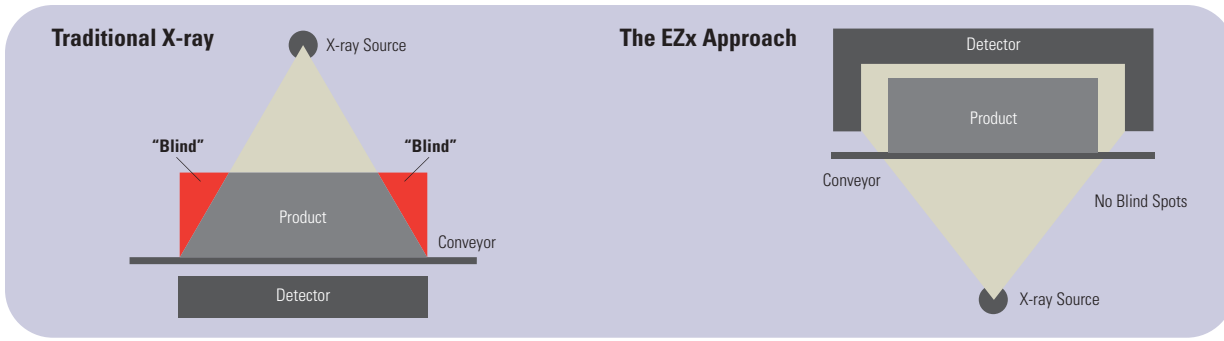 Traditional X-ray
X-ray Source
“Blind”
“Blind”
Product
Conveyor
Detector
The EZx Approach
Detector
Product
Conveyor
No Blind Spots
X-ray Source